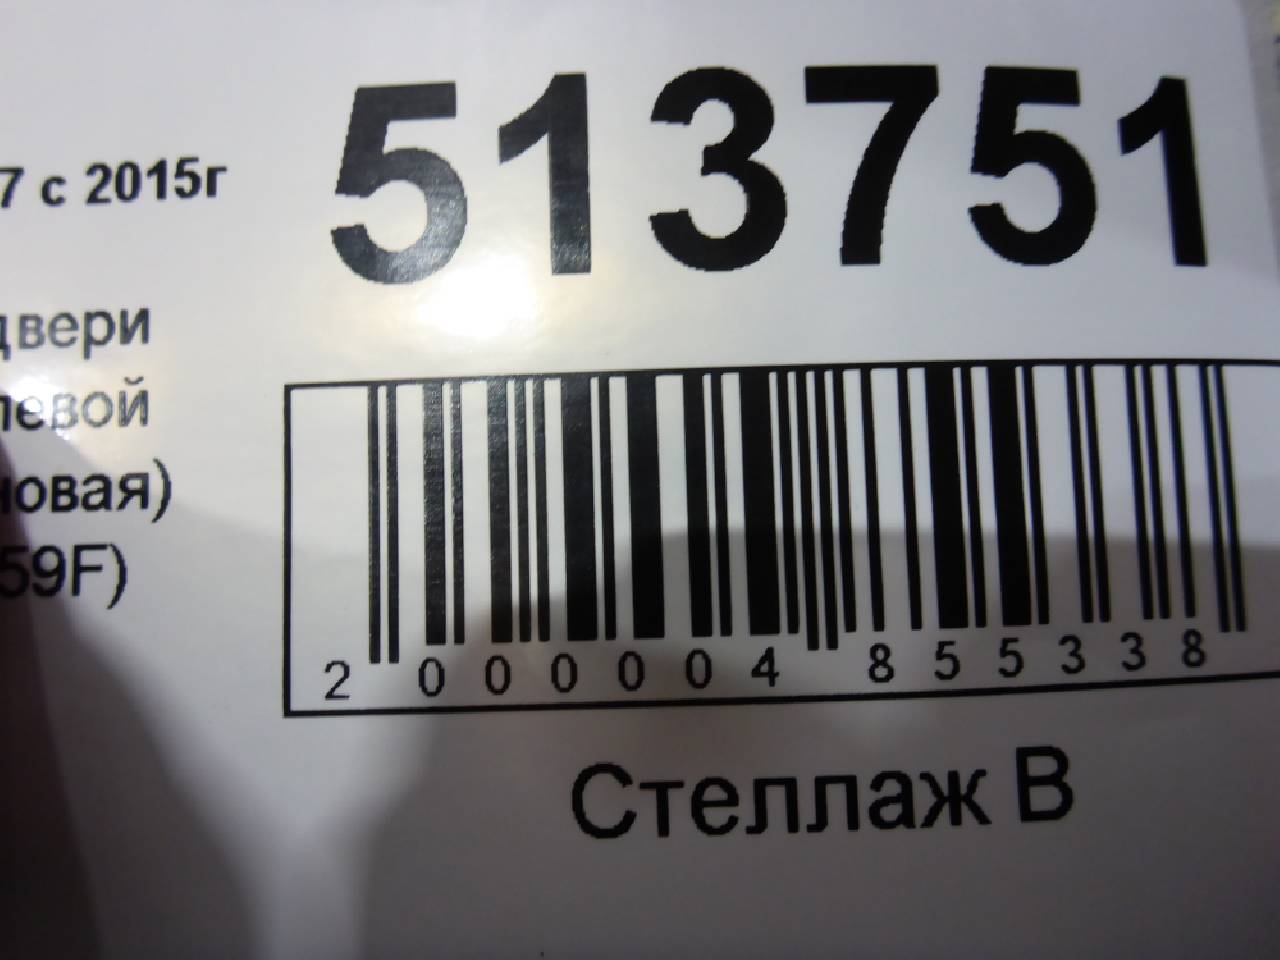 513751
7 с 2015г
двери
левой
новая)
59F)
2 000004 855338
Стеллаж В